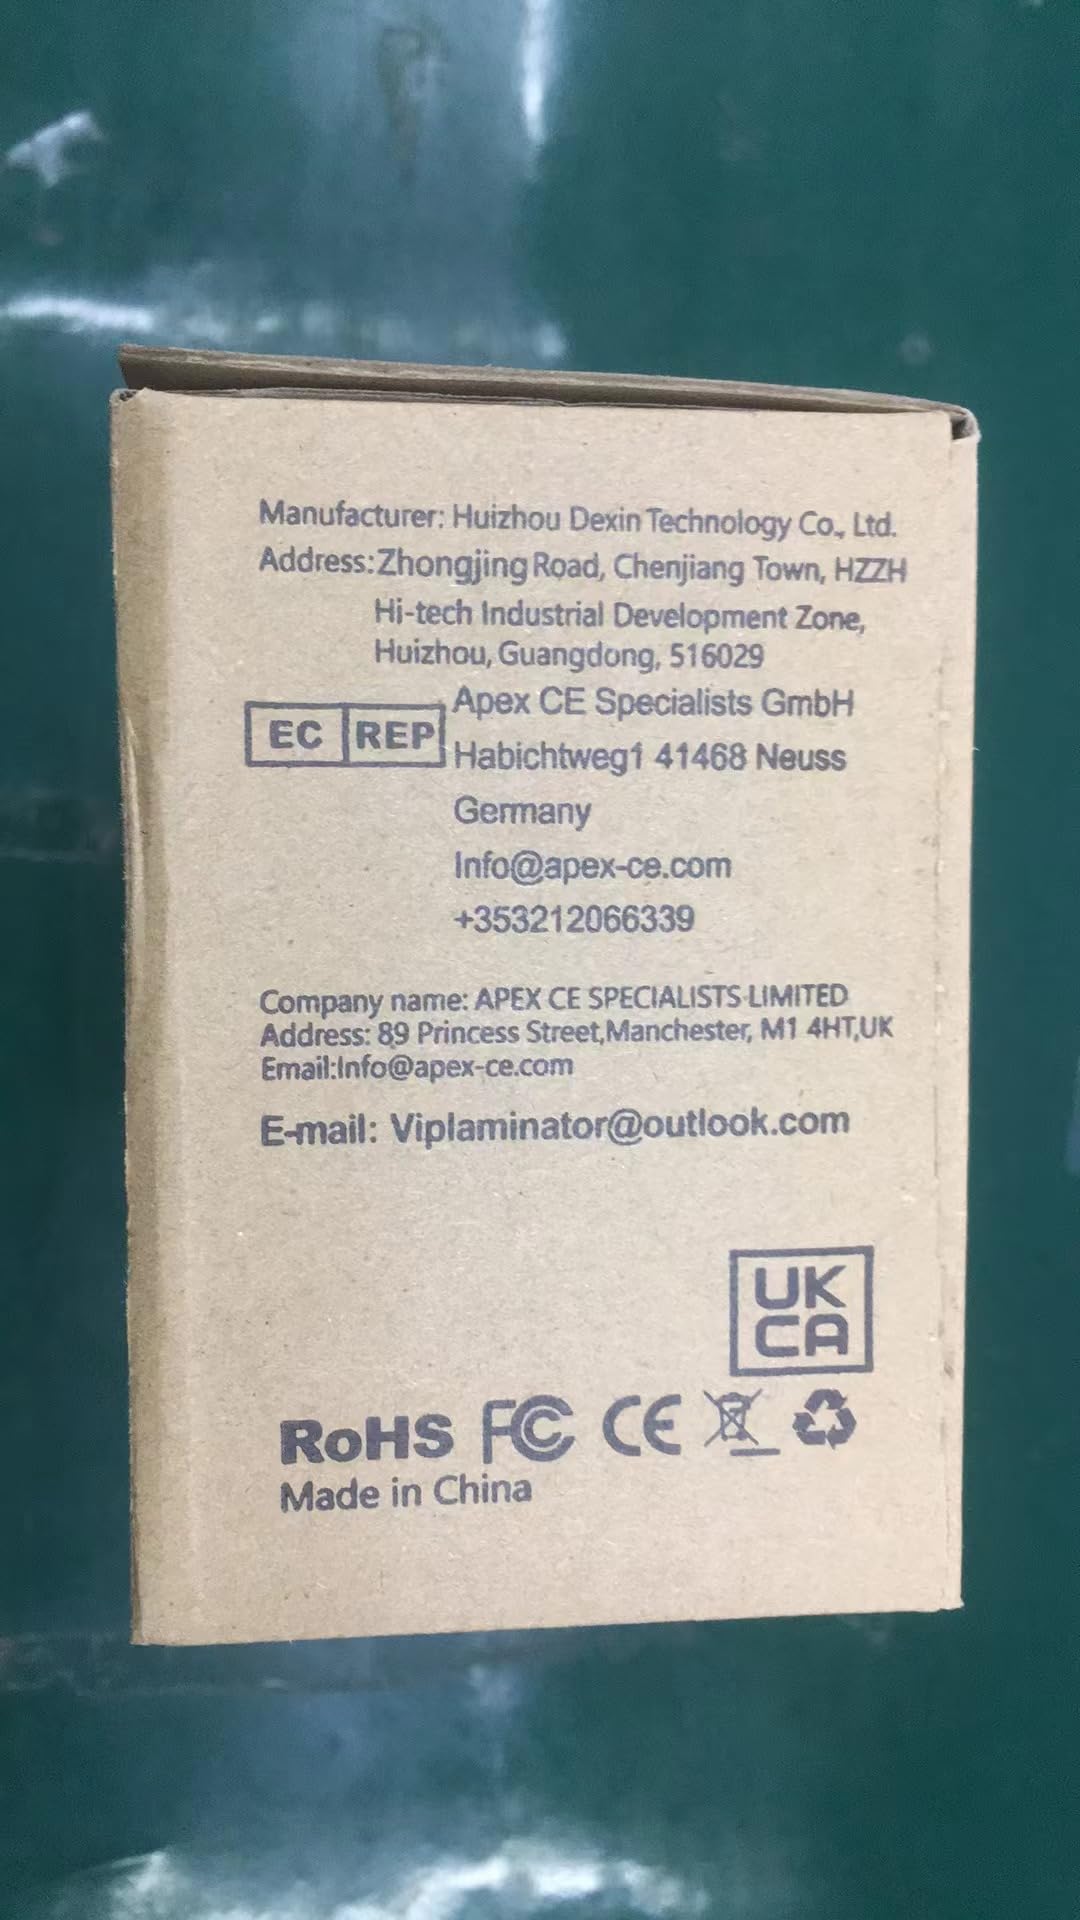 Manufacturer: Huizhou Dexin Technology Co., Ltd.
Address: Zhongjing Road, Chenjiang Town, HZZH
Hi-tech Industrial Development Zone,
Huizhou, Guangdong, 516029
EC REP
Apex CE Specialists GmbH
Habichtweg1 41468 Neuss
Germany
Info@apex-ce.com
+353212066339
Company name: APEX CE SPECIALISTS LIMITED
Address: 89 Princess Street,Manchester, M1 4HT,UK
Email:Info@apex-ce.com
E-mail: Viplaminator@outlook.com
UK
CA
RoHS FC CE
Made in China